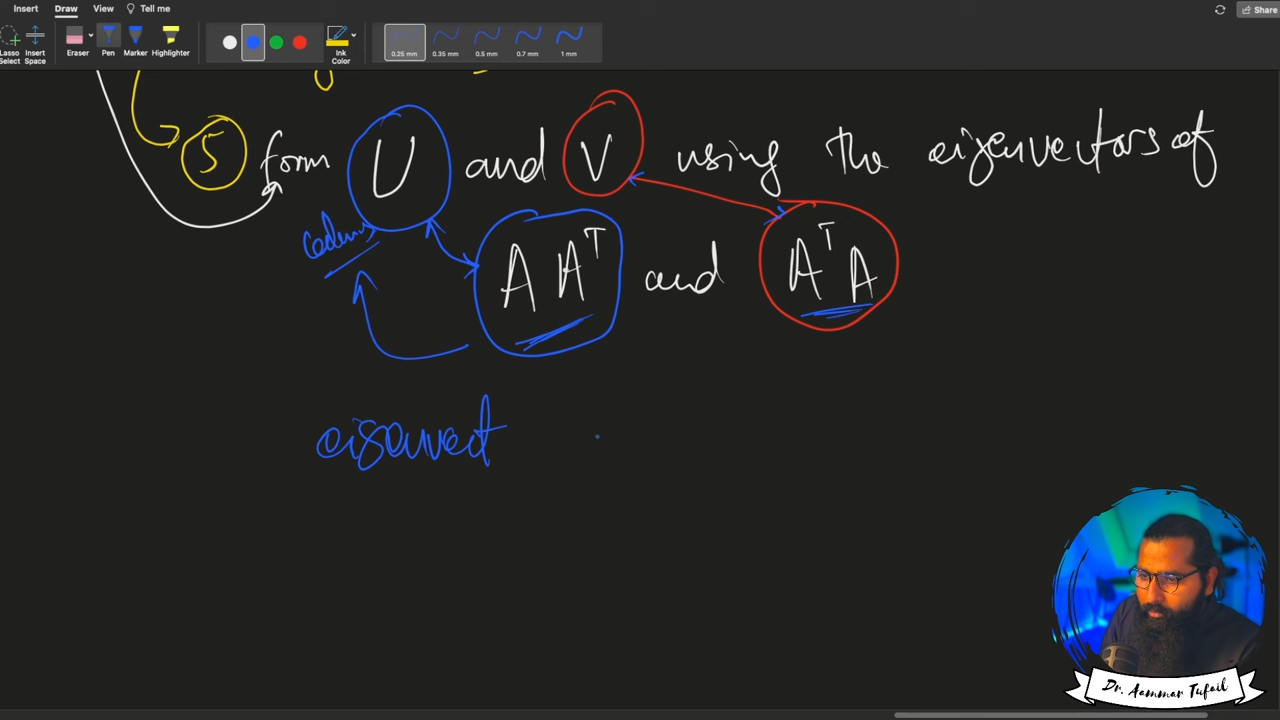 Insert Draw View Tell me Share
Lasso Select Insert Space Eraser Pen Marker Highlighter Ink Color 0.25 mm 0.35 mm 0.5 mm 0.7 mm 1 mm
5 form U and V using the eigenvectors of
A Aᵀ and Aᵀ A
eigenvect
Dr. Aammar Tufail